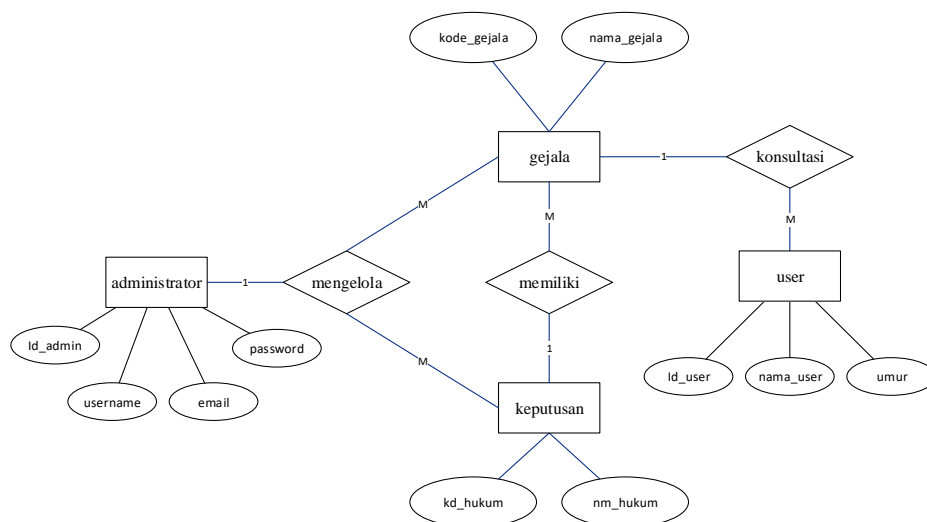 kode_gejala
nama_gejala
gejala
1
konsultasi
M
M
M
administrator
1
mengelola
memiliki
user
Id_admin
password
username
email
M
1
Id_user
nama_user
umur
keputusan
kd_hukum
nm_hukum